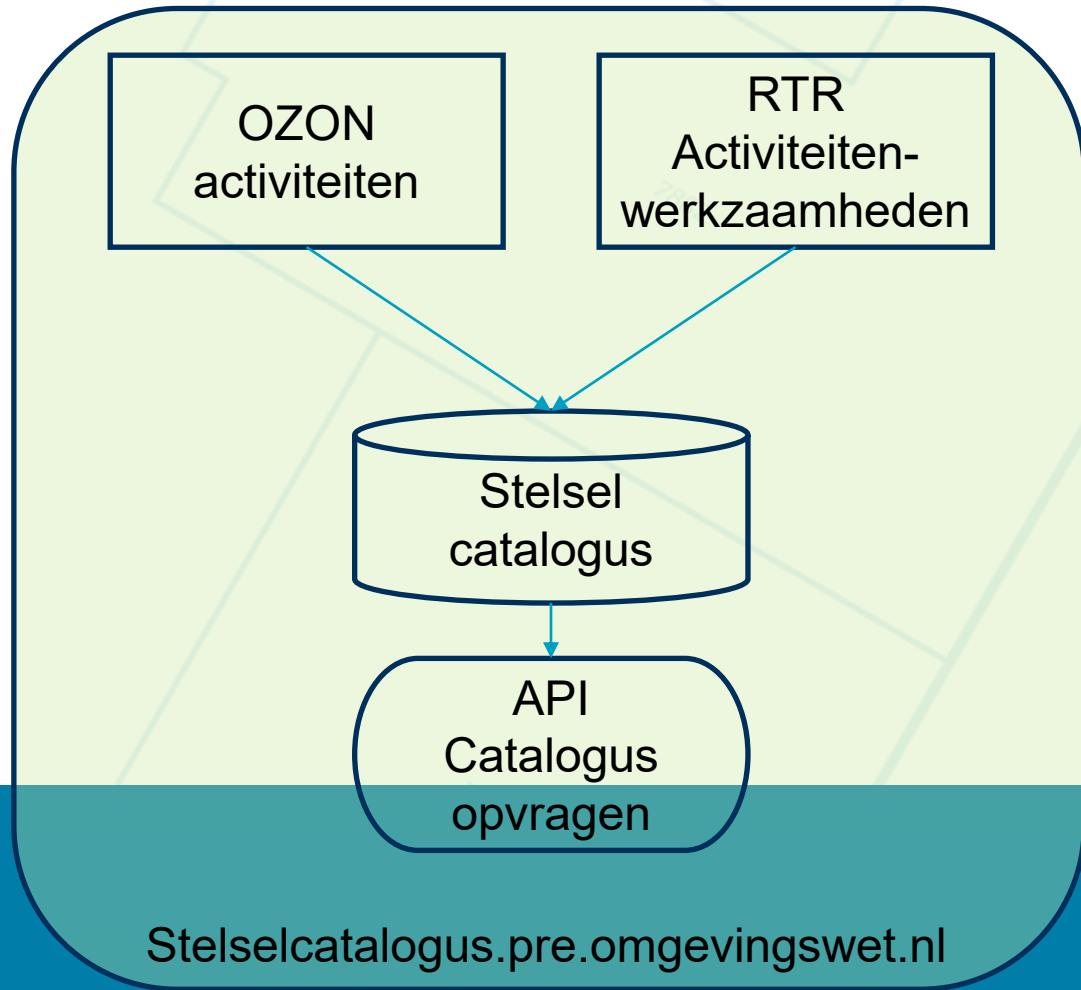 OZON
activiteiten
RTR
Activiteiten-
werkzaamheden
Stelsel
catalogus
API
Catalogus
opvragen
Stelselcatalogus.pre.omgevingswet.nl